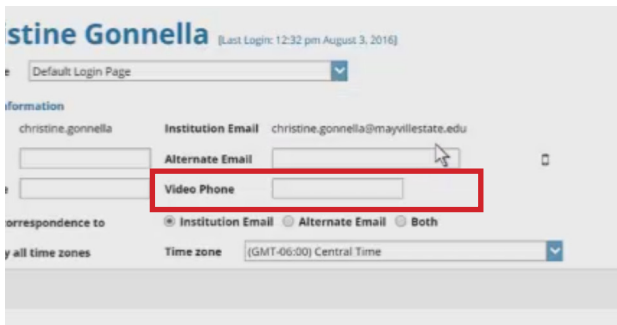 stine Gonnella [Last Login: 12:32 pm August 3, 2016]
e Default Login Page
nformation
christine.gonnella Institution Email christine.gonnella@mayvillestate.edu
Alternate Email
e Video Phone
orrespondence to Institution Email Alternate Email Both
y all time zones Time zone (GMT-06:00) Central Time